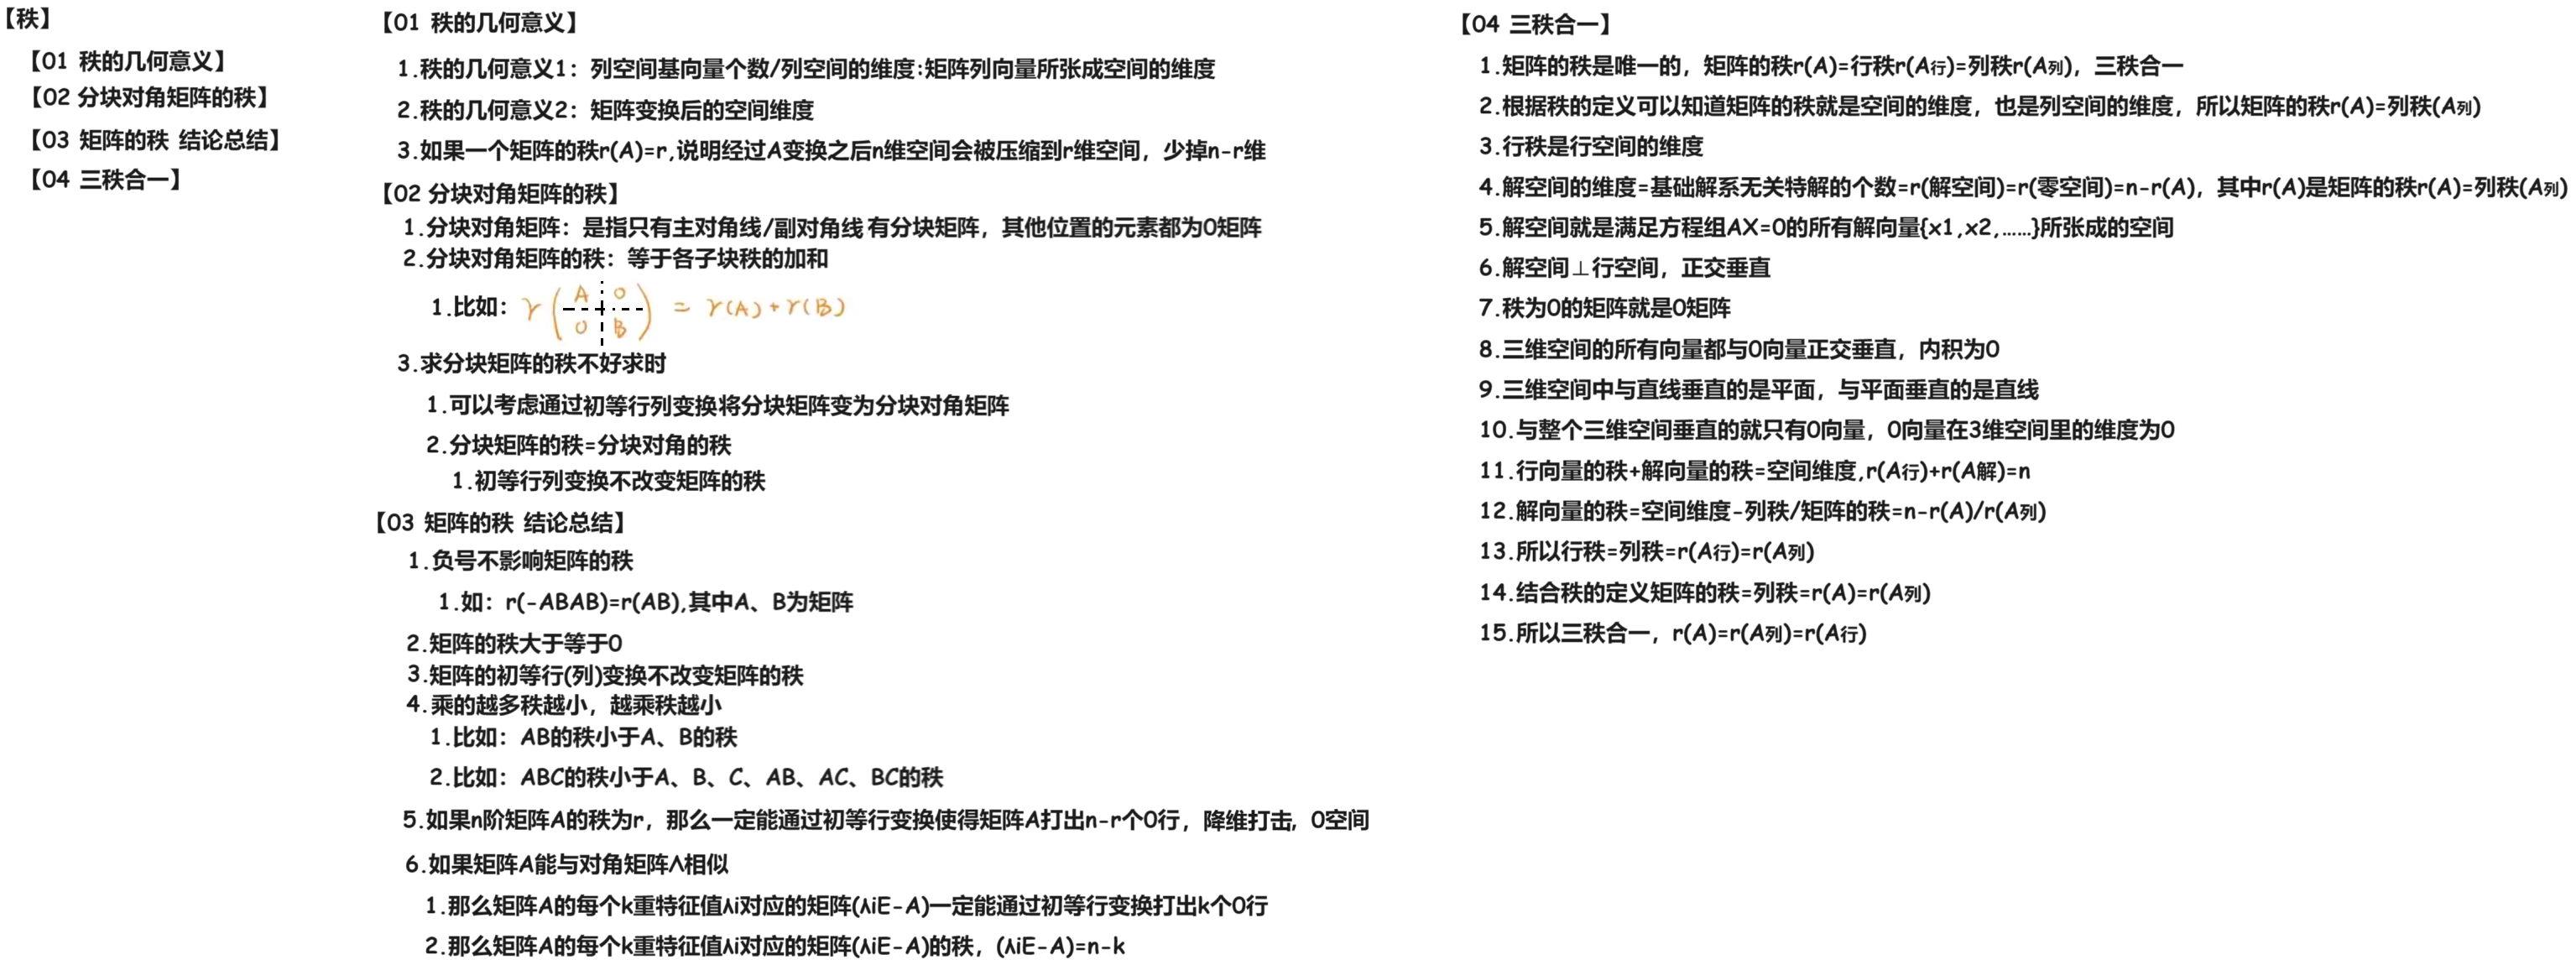 【秩】
【01 秩的几何意义】
【02 分块对角矩阵的秩】
【03 矩阵的秩 结论总结】
【04 三秩合一】
【01 秩的几何意义】
1.秩的几何意义1：列空间基向量个数/列空间的维度:矩阵列向量所张成空间的维度
2.秩的几何意义2：矩阵变换后的空间维度
3.如果一个矩阵的秩r(A)=r,说明经过A变换之后n维空间会被压缩到r维空间，少掉n-r维
【02 分块对角矩阵的秩】
1.分块对角矩阵：是指只有主对角线/副对角线 有分块矩阵，其他位置的元素都为0矩阵
2.分块对角矩阵的秩：等于各子块秩的加和
1.比如：r(A 0
0 B) = r(A)+r(B)
3.求分块矩阵的秩不好求时
1.可以考虑通过初等行列变换将分块矩阵变为分块对角矩阵
2.分块矩阵的秩=分块对角的秩
1.初等行列变换不改变矩阵的秩
【03 矩阵的秩 结论总结】
1.负号不影响矩阵的秩
1.如：r(-ABAB)=r(AB),其中A、B为矩阵
2.矩阵的秩大于等于0
3.矩阵的初等行(列)变换不改变矩阵的秩
4.乘的越多秩越小，越乘秩越小
1.比如：AB的秩小于A、B的秩
2.比如：ABC的秩小于A、B、C、AB、AC、BC的秩
5.如果n阶矩阵A的秩为r，那么一定能通过初等行变换使得矩阵A打出n-r个0行，降维打击，0空间
6.如果矩阵A能与对角矩阵Λ相似
1.那么矩阵A的每个k重特征值λi对应的矩阵(λiE-A)一定能通过初等行变换打出k个0行
2.那么矩阵A的每个k重特征值λi对应的矩阵(λiE-A)的秩，(λiE-A)=n-k
【04 三秩合一】
1.矩阵的秩是唯一的，矩阵的秩r(A)=行秩r(A行)=列秩r(A列)，三秩合一
2.根据秩的定义可以知道矩阵的秩就是空间的维度，也是列空间的维度，所以矩阵的秩r(A)=列秩(A列)
3.行秩是行空间的维度
4.解空间的维度=基础解系无关特解的个数=r(解空间)=r(零空间)=n-r(A)，其中r(A)是矩阵的秩r(A)=列秩(A列)
5.解空间就是满足方程组AX=0的所有解向量{x1,x2,......}所张成的空间
6.解空间⊥行空间，正交垂直
7.秩为0的矩阵就是0矩阵
8.三维空间的所有向量都与0向量正交垂直，内积为0
9.三维空间中与直线垂直的是平面，与平面垂直的是直线
10.与整个三维空间垂直的就只有0向量，0向量在3维空间里的维度为0
11.行向量的秩+解向量的秩=空间维度,r(A行)+r(A解)=n
12.解向量的秩=空间维度-列秩/矩阵的秩=n-r(A)/r(A列)
13.所以行秩=列秩=r(A行)=r(A列)
14.结合秩的定义矩阵的秩=列秩=r(A)=r(A列)
15.所以三秩合一，r(A)=r(A列)=r(A行)